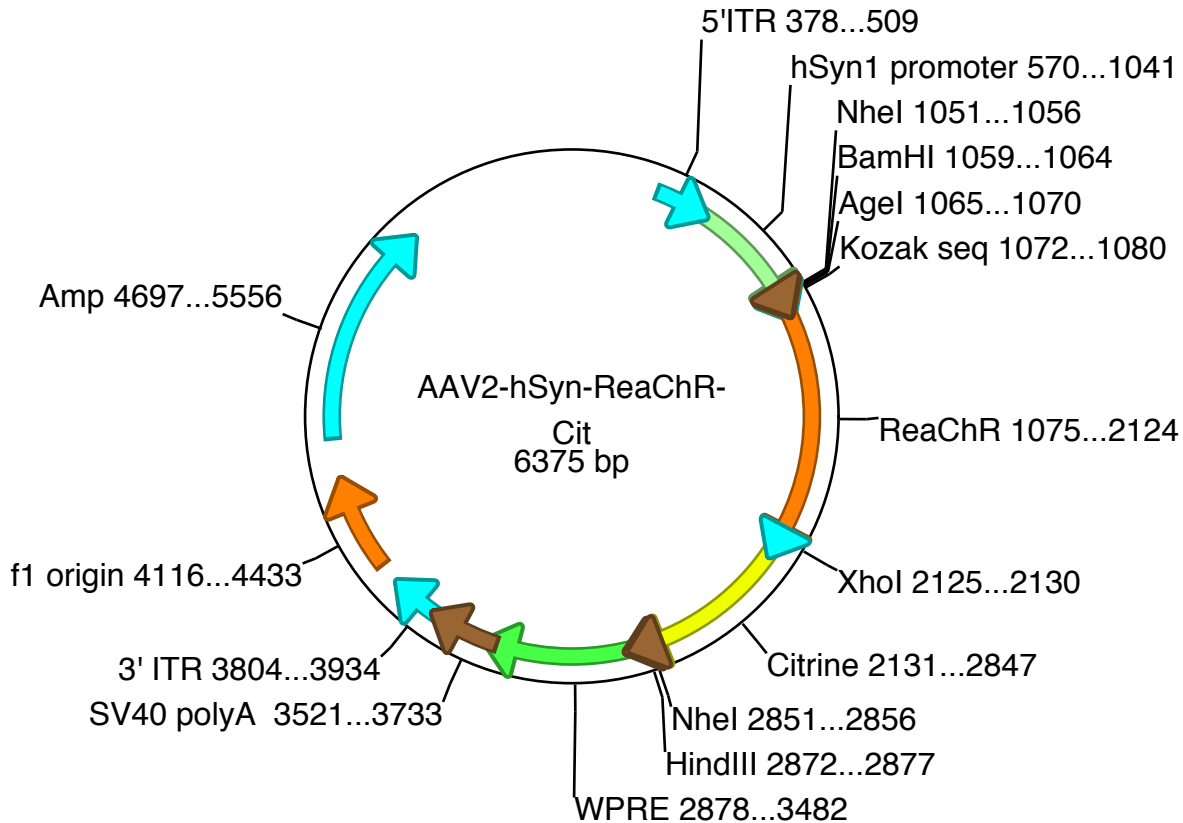 5'ITR 378...509
hSyn1 promoter 570...1041
NheI 1051...1056
BamHI 1059...1064
AgeI 1065...1070
Kozak seq 1072...1080
Amp 4697...5556
AAV2-hSyn-ReaChR-
Cit
6375 bp
ReaChR 1075...2124
XhoI 2125...2130
f1 origin 4116...4433
Citrine 2131...2847
3' ITR 3804...3934
SV40 polyA  3521...3733
NheI 2851...2856
HindIII 2872...2877
WPRE 2878...3482